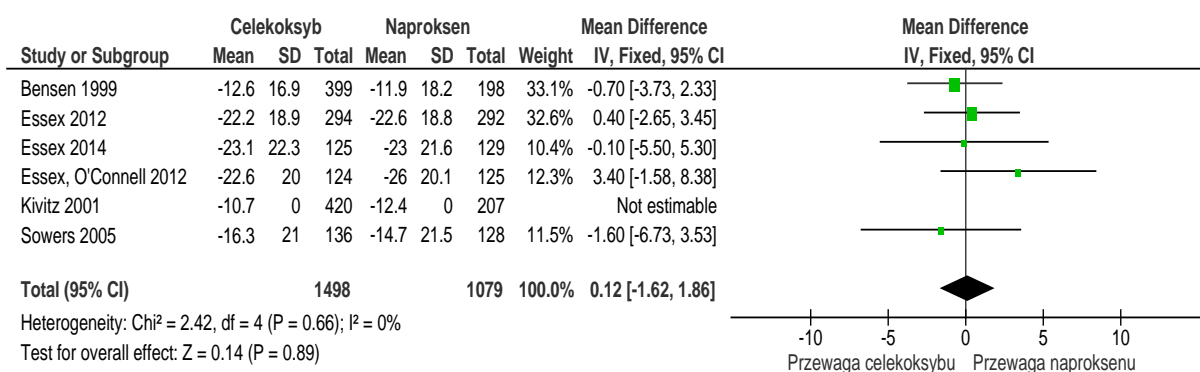 Celekoksyb Naproksen Mean Difference Mean Difference
Study or Subgroup Mean SD Total Mean SD Total Weight IV, Fixed, 95% CI IV, Fixed, 95% CI
Bensen 1999 -12.6 16.9 399 -11.9 18.2 198 33.1% -0.70 [-3.73, 2.33]
Essex 2012 -22.2 18.9 294 -22.6 18.8 292 32.6% 0.40 [-2.65, 3.45]
Essex 2014 -23.1 22.3 125 -23 21.6 129 10.4% -0.10 [-5.50, 5.30]
Essex, O'Connell 2012 -22.6 20 124 -26 20.1 125 12.3% 3.40 [-1.58, 8.38]
Kivitz 2001 -10.7 0 420 -12.4 0 207 Not estimable
Sowers 2005 -16.3 21 136 -14.7 21.5 128 11.5% -1.60 [-6.73, 3.53]
Total (95% CI) 1498 1079 100.0% 0.12 [-1.62, 1.86]
Heterogeneity: Chi² = 2.42, df = 4 (P = 0.66); I² = 0%
Test for overall effect: Z = 0.14 (P = 0.89)
-10 -5 0 5 10
Przewaga celekoksybu Przewaga naproksenu